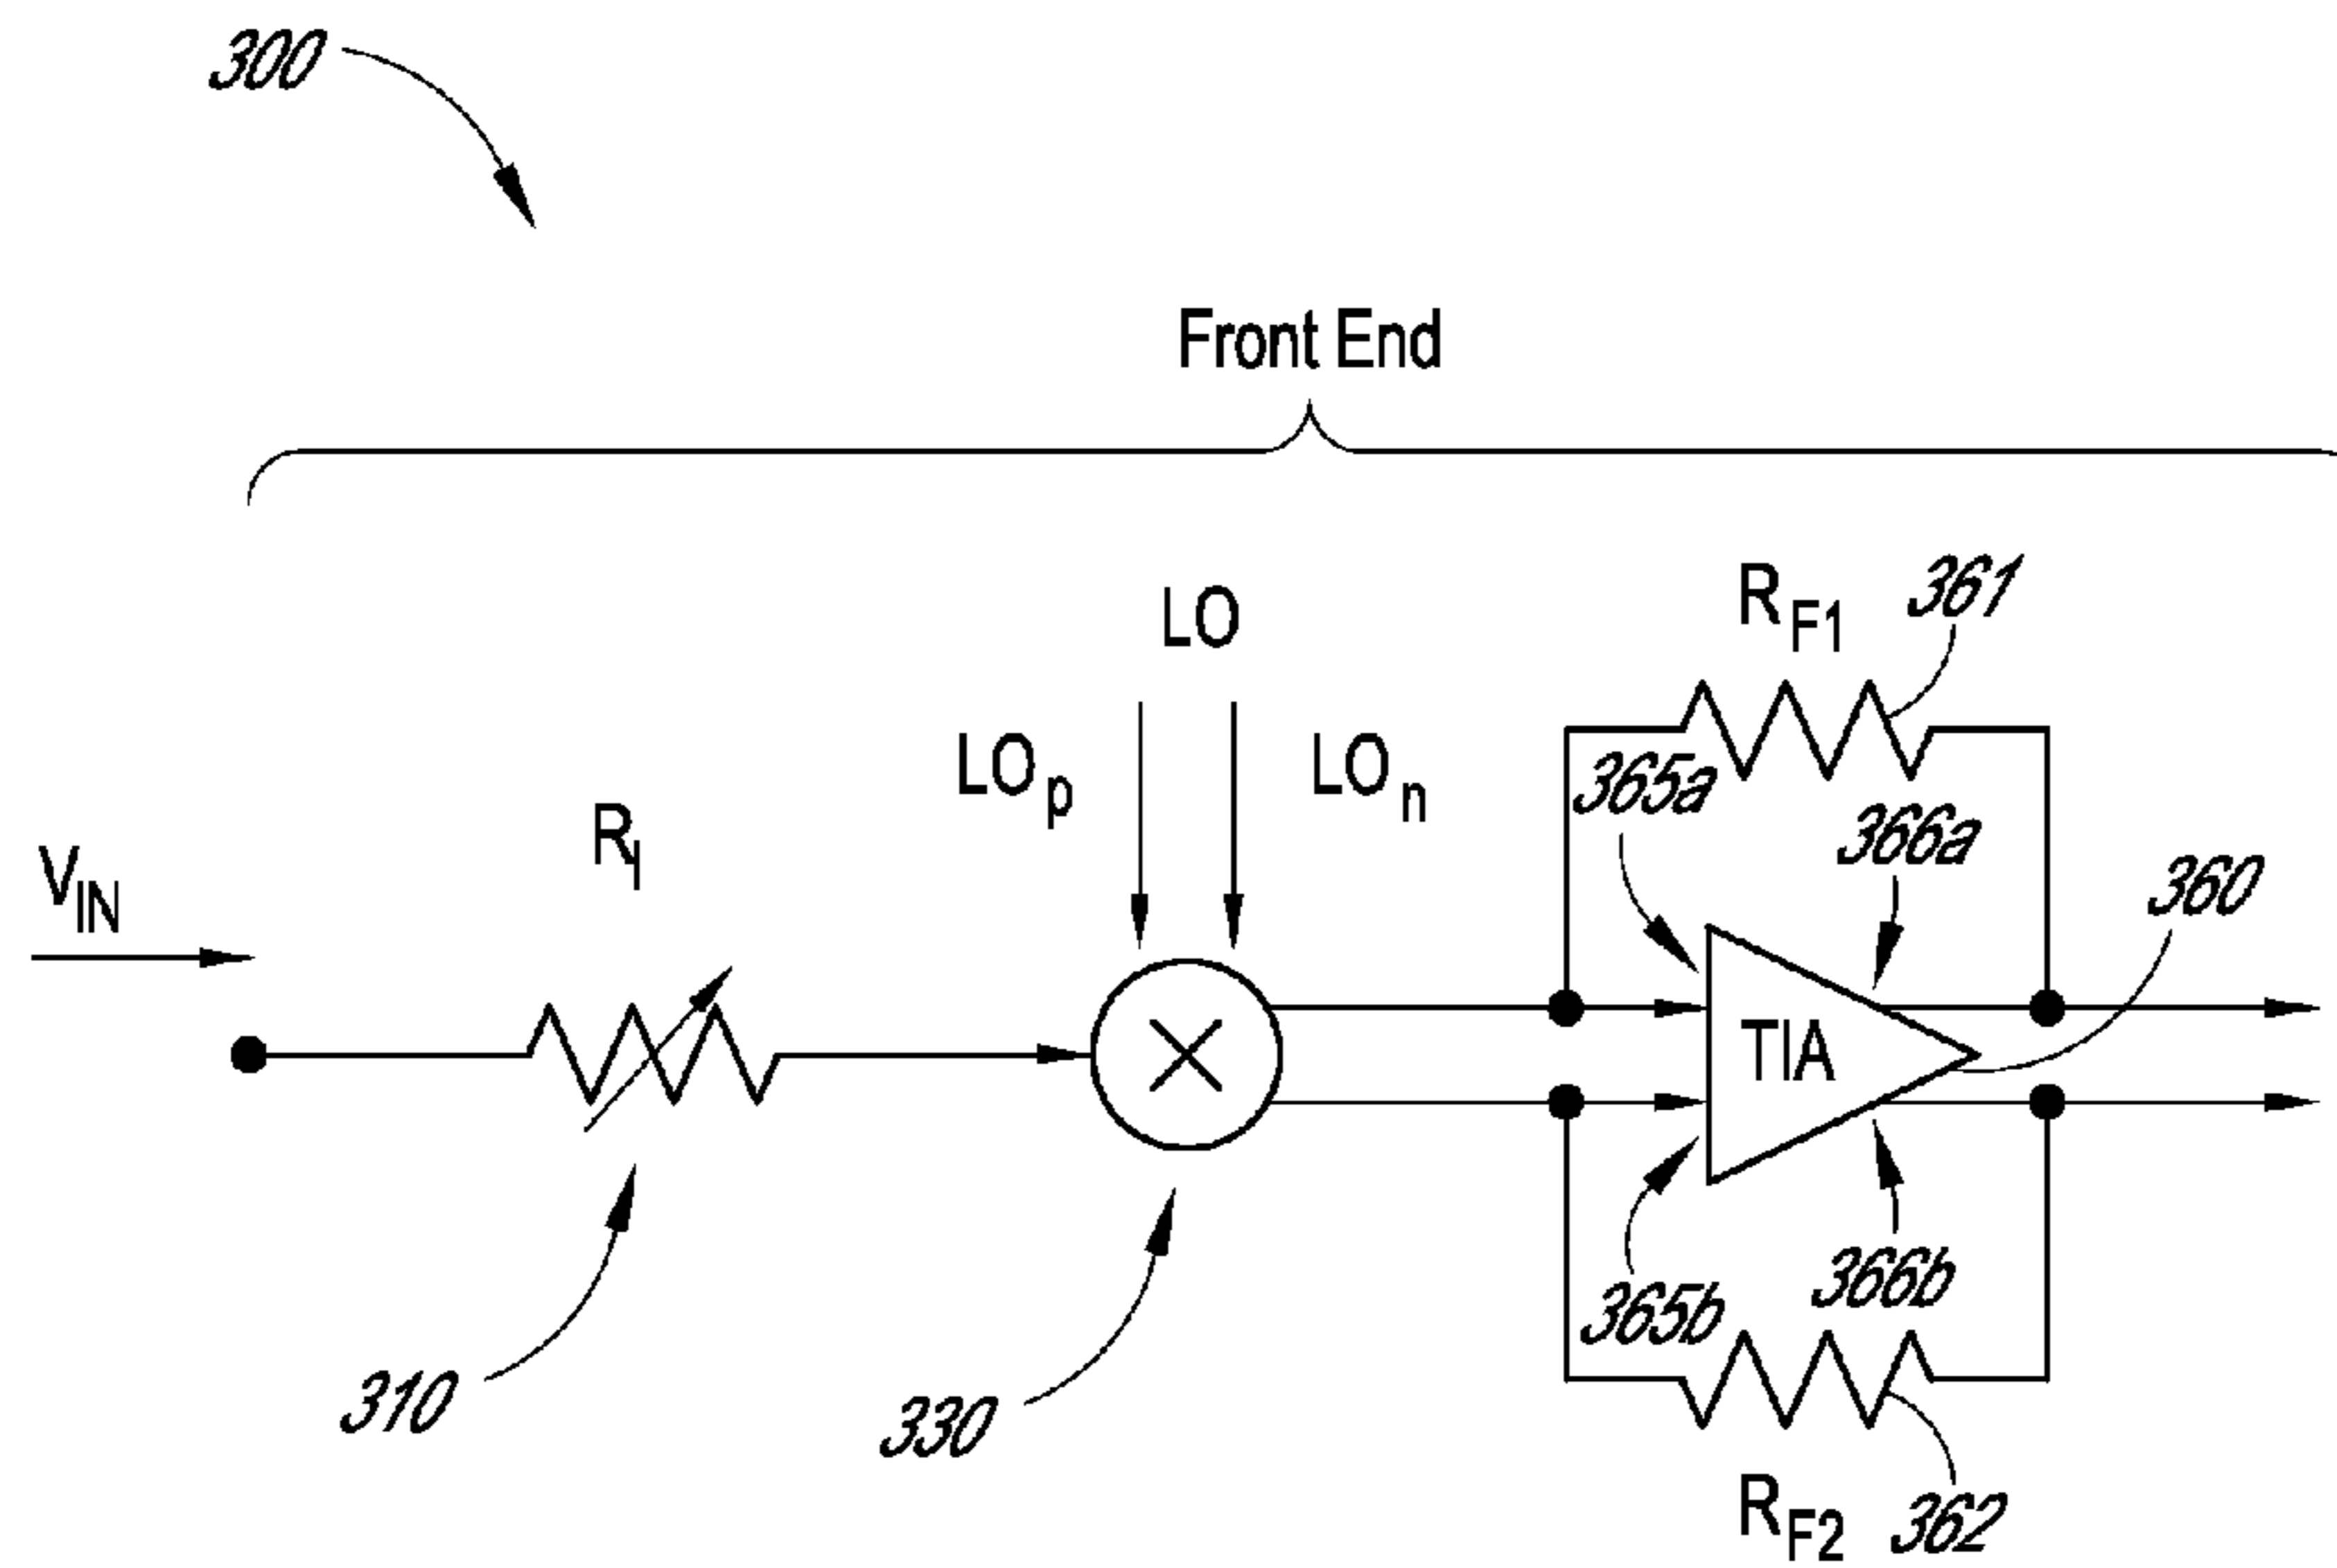 300
Front End
LO
R_F1 361
LO_p LO_n
365a
366a
360
V_IN
R_I
TIA
365b
366b
310
330
R_F2 362